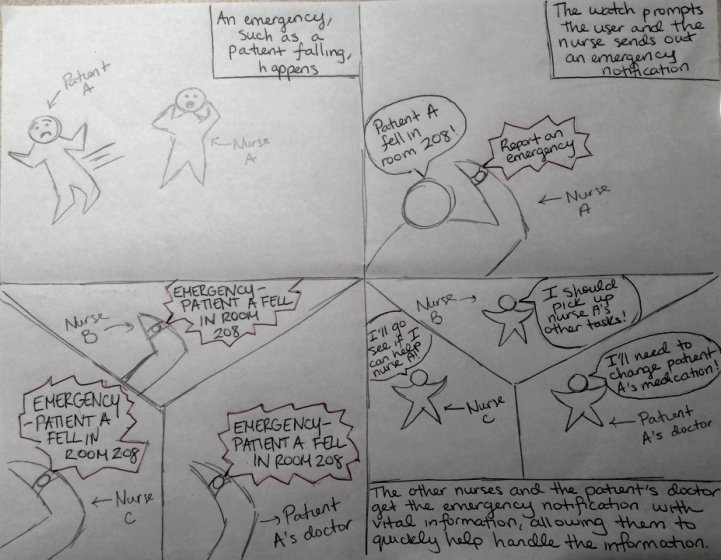 An emergency,
such as a
patient falling,
happens
Patient
A
Nurse
A
The watch prompts
the user and the
nurse sends out
an emergency
notification
Patient A
fell in
room 208!
Report an
emergency
Nurse
A
Nurse
B
EMERGENCY-
PATIENT A FELL
IN ROOM
208
EMERGENCY
-PATIENT A
FELL IN
ROOM 208
Nurse
C
EMERGENCY-
PATIENT A FELL
IN ROOM 208
Patient
A's doctor
Nurse
B
I should
pick up
nurse A's
other tasks!
I'll go
see if I
can help
nurse A!
Nurse
C
I'll need to
change patient
A's medication!
Patient
A's doctor
The other nurses and the patient's doctor
get the emergency notification with
vital information, allowing them to
quickly help handle the information.